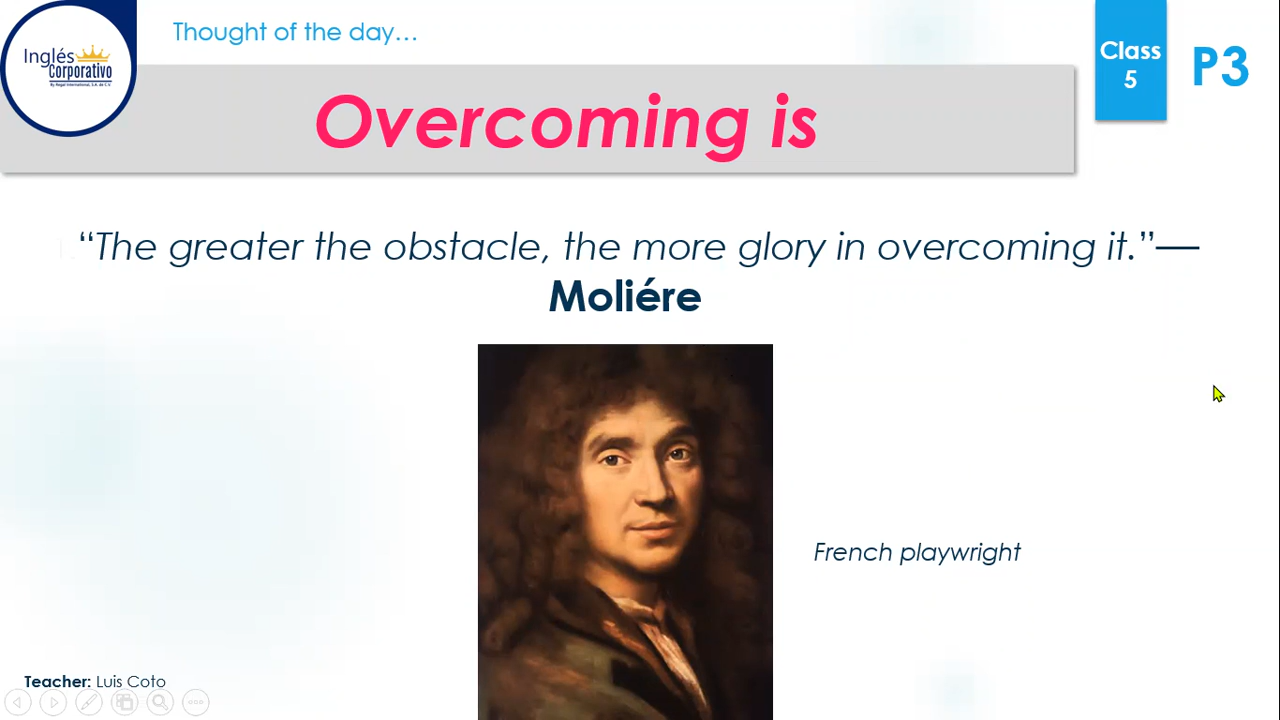 Inglés
Corporativo
By Regal International, S.A. de C.V.
Thought of the day…
Class
5
P3
Overcoming is
“The greater the obstacle, the more glory in overcoming it.”—
Moliére
French playwright
Teacher: Luis Coto